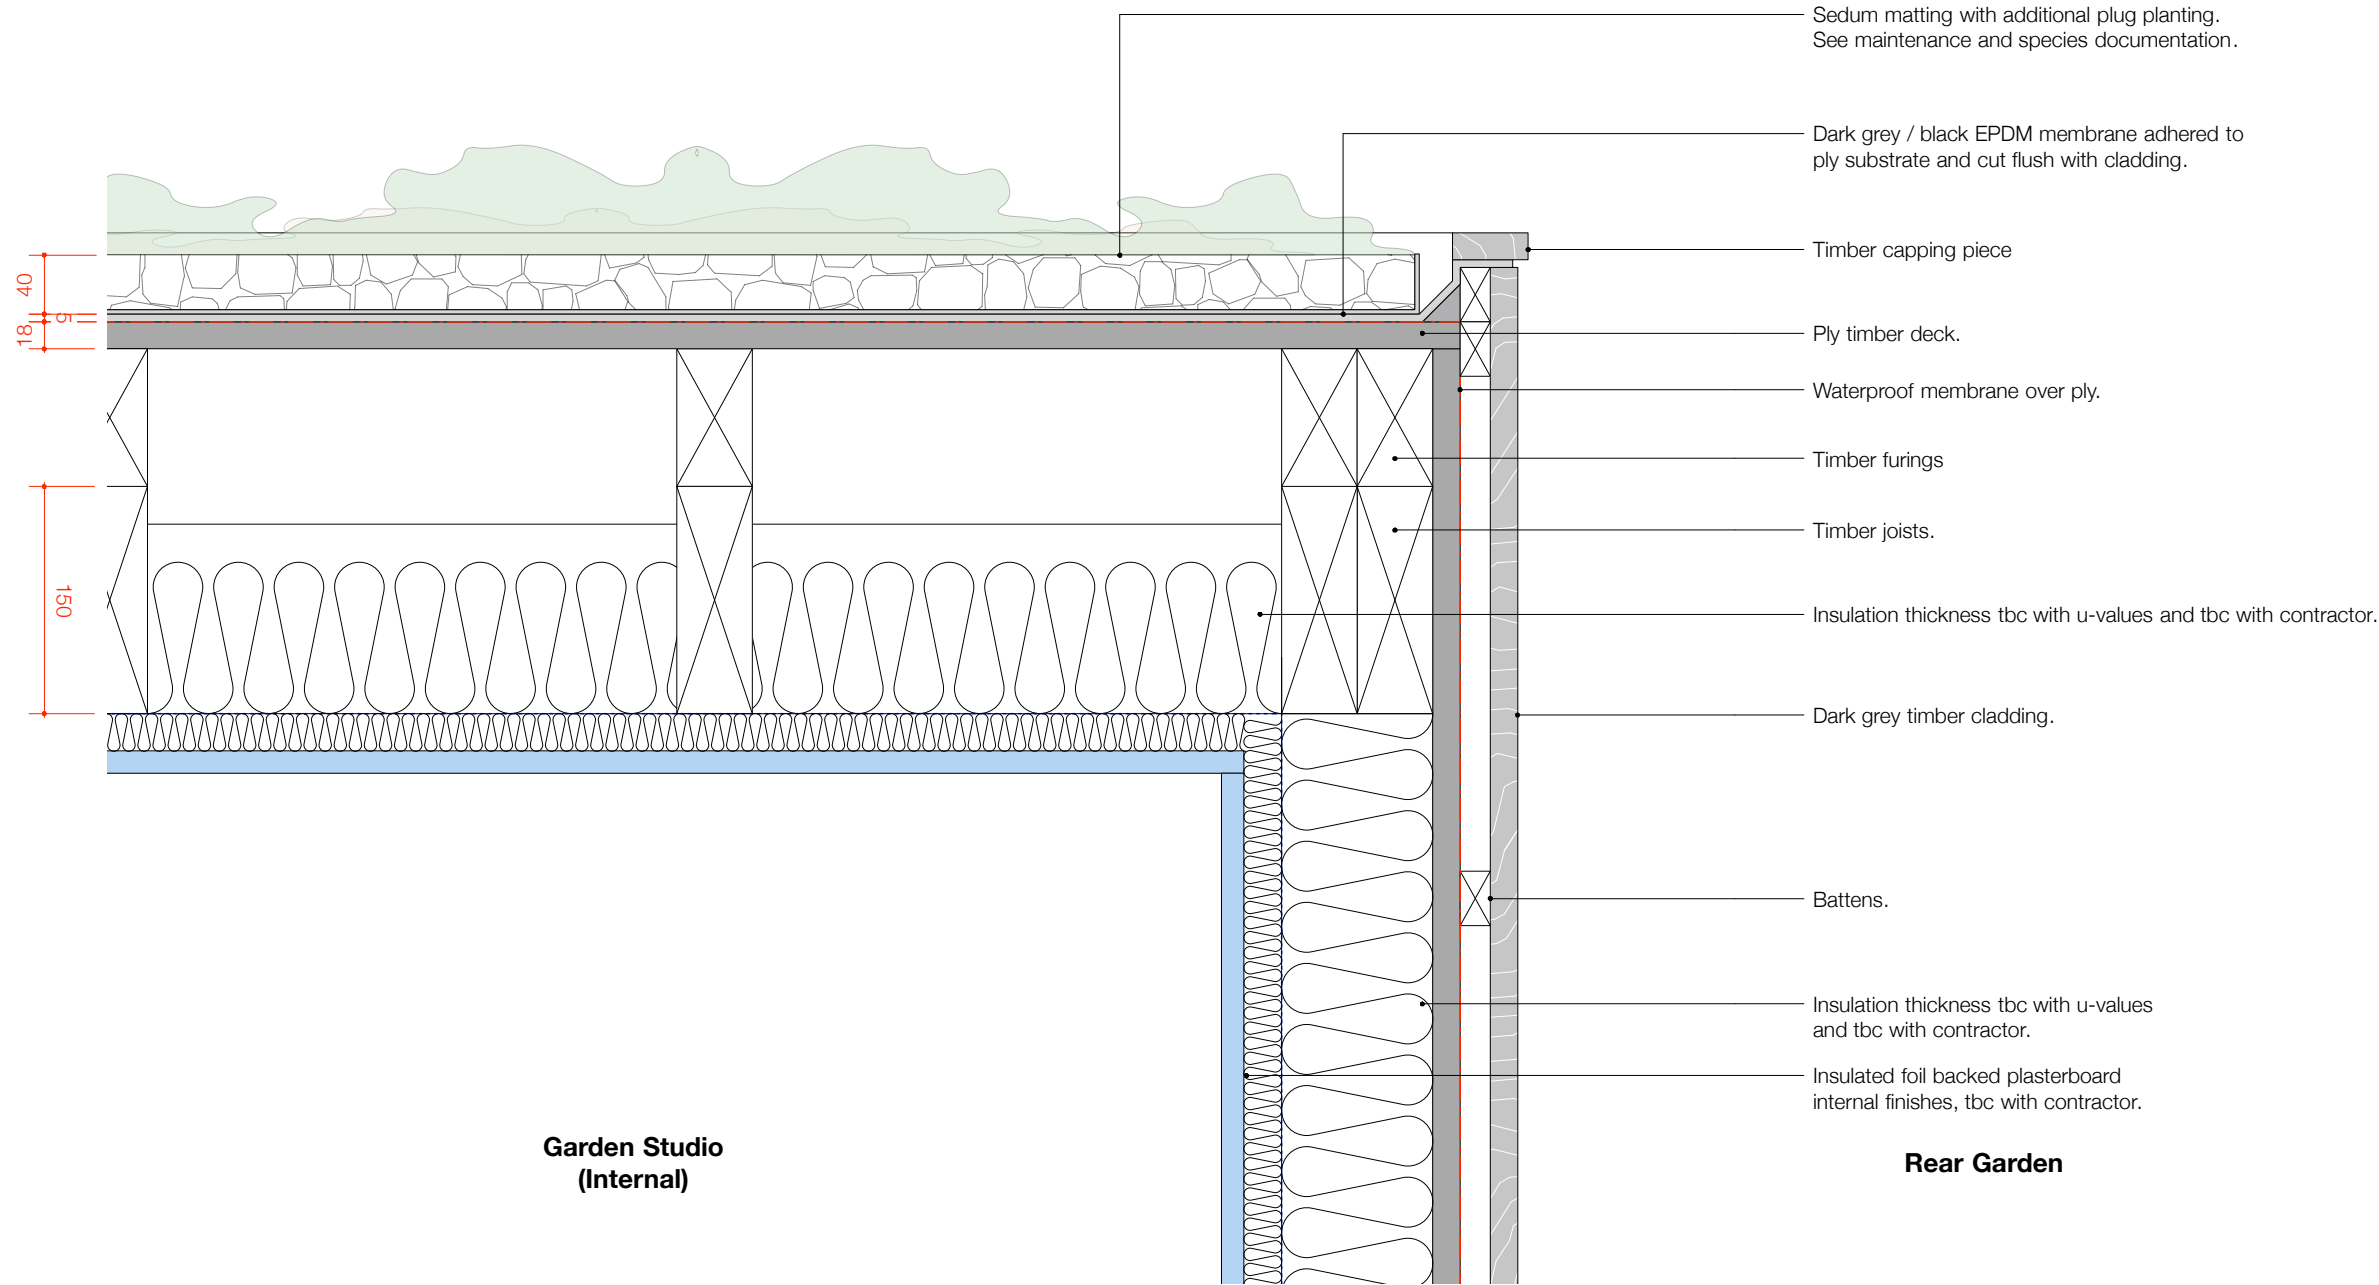 Sedum matting with additional plug planting.
See maintenance and species documentation.
Dark grey / black EPDM membrane adhered to
ply substrate and cut flush with cladding.
Timber capping piece
Ply timber deck.
Waterproof membrane over ply.
Timber furings
Timber joists.
Insulation thickness tbc with u-values and tbc with contractor.
Dark grey timber cladding.
Battens.
Insulation thickness tbc with u-values
and tbc with contractor.
Insulated foil backed plasterboard
internal finishes, tbc with contractor.
40
5
18
150
Garden Studio
(Internal)
Rear Garden